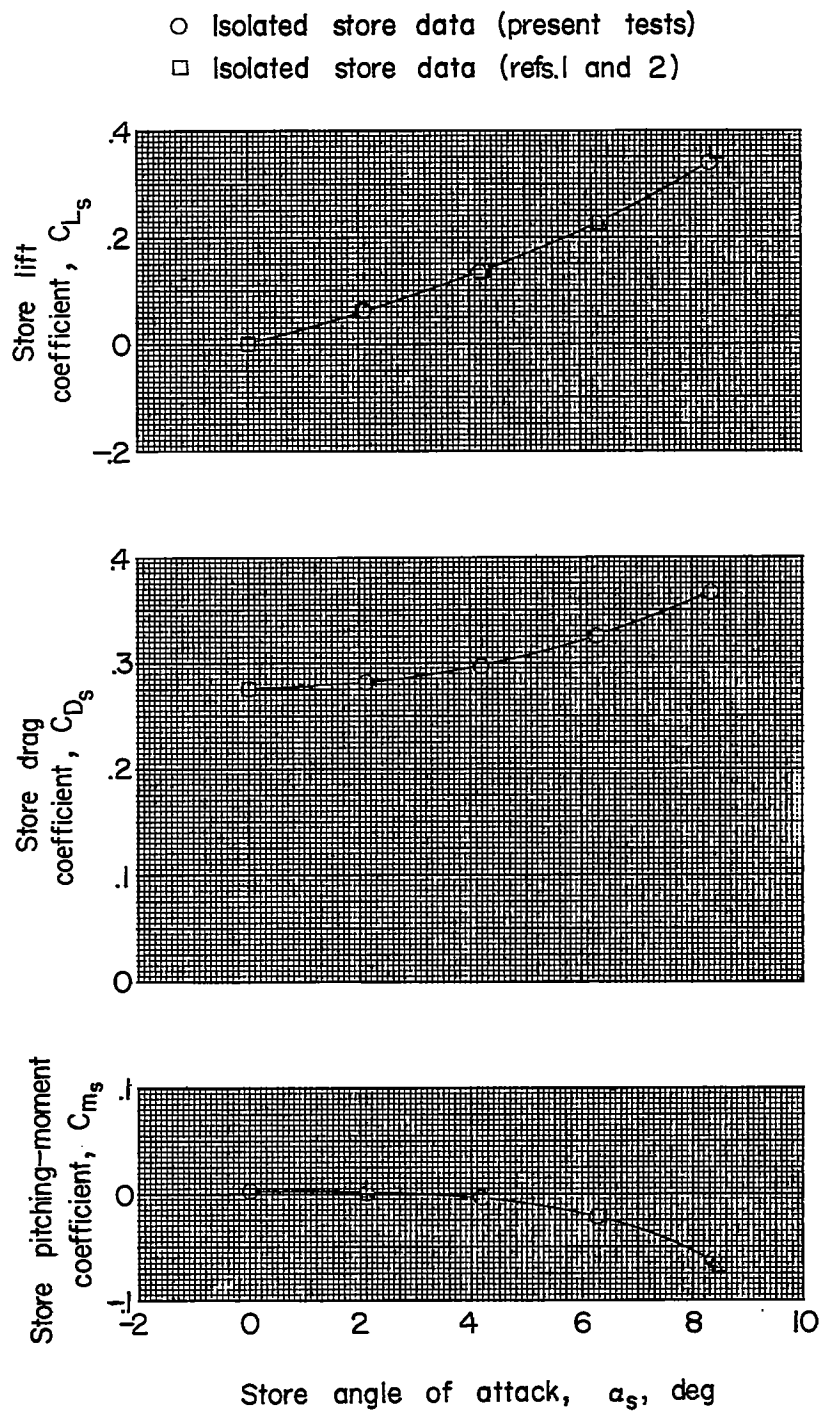 Isolated store data (present tests)
Isolated store data (refs.1 and 2)
Store lift
coefficient, C_Ls
.4
.2
0
-.2
Store drag
coefficient, C_Ds
.4
.3
.2
.1
0
Store pitching-moment
coefficient, C_ms
.1
0
-.1
-2 0 2 4 6 8 10
Store angle of attack, α_s, deg